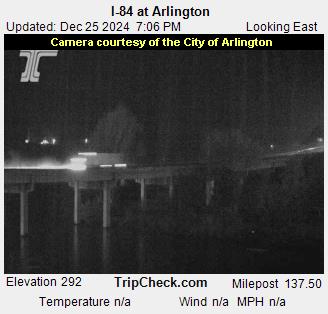 I-84 at Arlington
Updated: Dec 25 2024 7:06 PM Looking East
Camera courtesy of the City of Arlington
Elevation 292 TripCheck.com Milepost 137.50
Temperature n/a Wind n/a MPH n/a